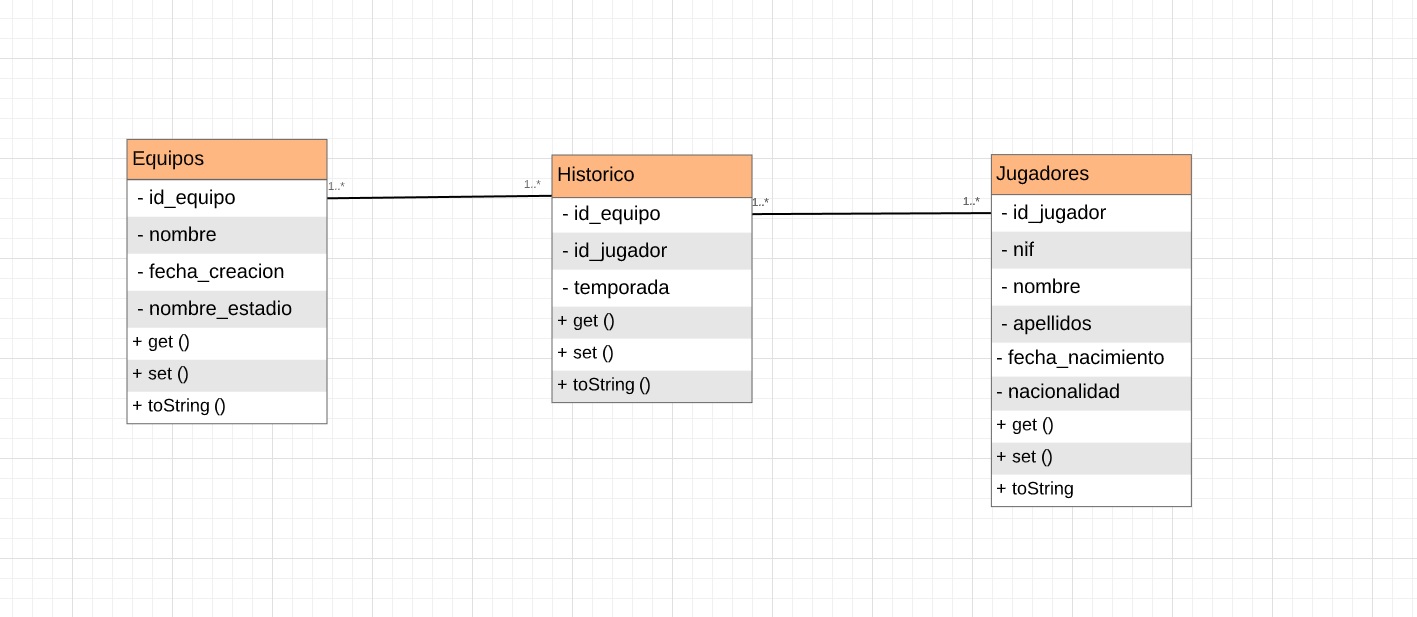 Equipos
- id_equipo
- nombre
- fecha_creacion
- nombre_estadio
+ get ()
+ set ()
+ toString ()
1..*
1..*
Historico
- id_equipo
- id_jugador
- temporada
+ get ()
+ set ()
+ toString ()
1..*
1..*
Jugadores
- id_jugador
- nif
- nombre
- apellidos
- fecha_nacimiento
- nacionalidad
+ get ()
+ set ()
+ toString